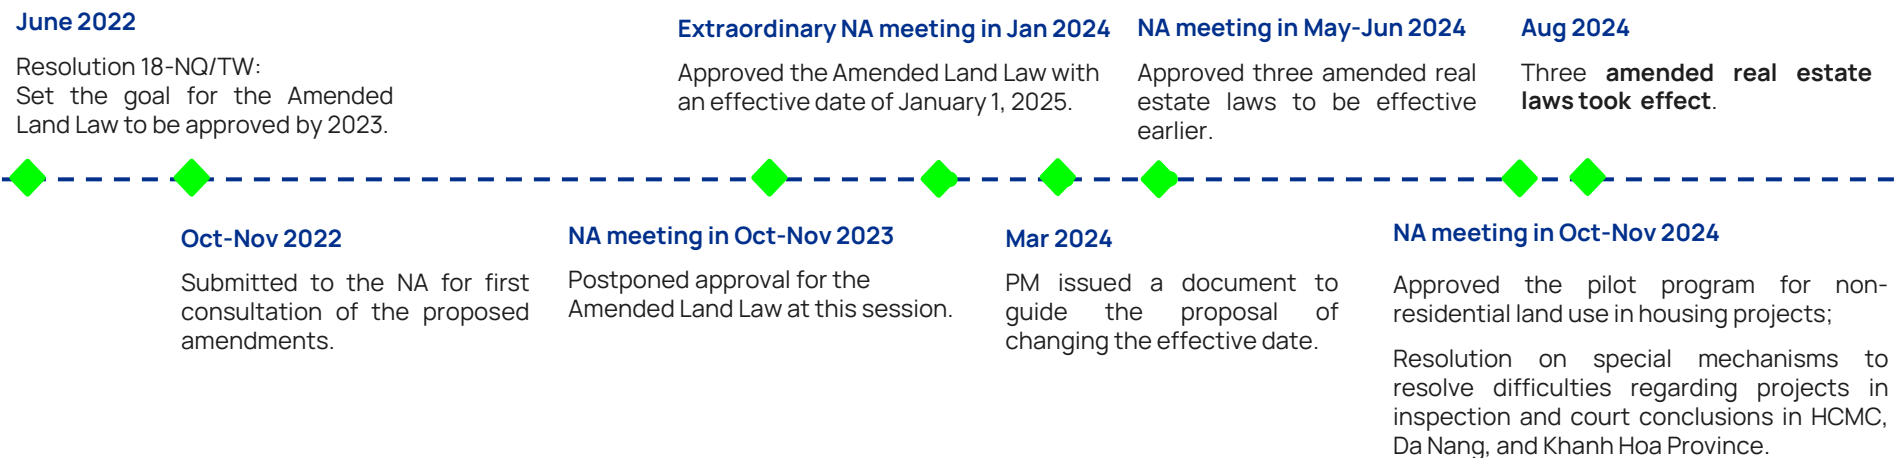 June 2022
Resolution 18-NQ/TW:
Set the goal for the Amended
Land Law to be approved by 2023.
Extraordinary NA meeting in Jan 2024
Approved the Amended Land Law with
an effective date of January 1, 2025.
NA meeting in May-Jun 2024
Approved three amended real
estate laws to be effective
earlier.
Aug 2024
Three amended real estate
laws took effect.
Oct-Nov 2022
Submitted to the NA for first
consultation of the proposed
amendments.
NA meeting in Oct-Nov 2023
Postponed approval for the
Amended Land Law at this session.
Mar 2024
PM issued a document to
guide the proposal of
changing the effective date.
NA meeting in Oct-Nov 2024
Approved the pilot program for non-
residential land use in housing projects;
Resolution on special mechanisms to
resolve difficulties regarding projects in
inspection and court conclusions in HCMC,
Da Nang, and Khanh Hoa Province.